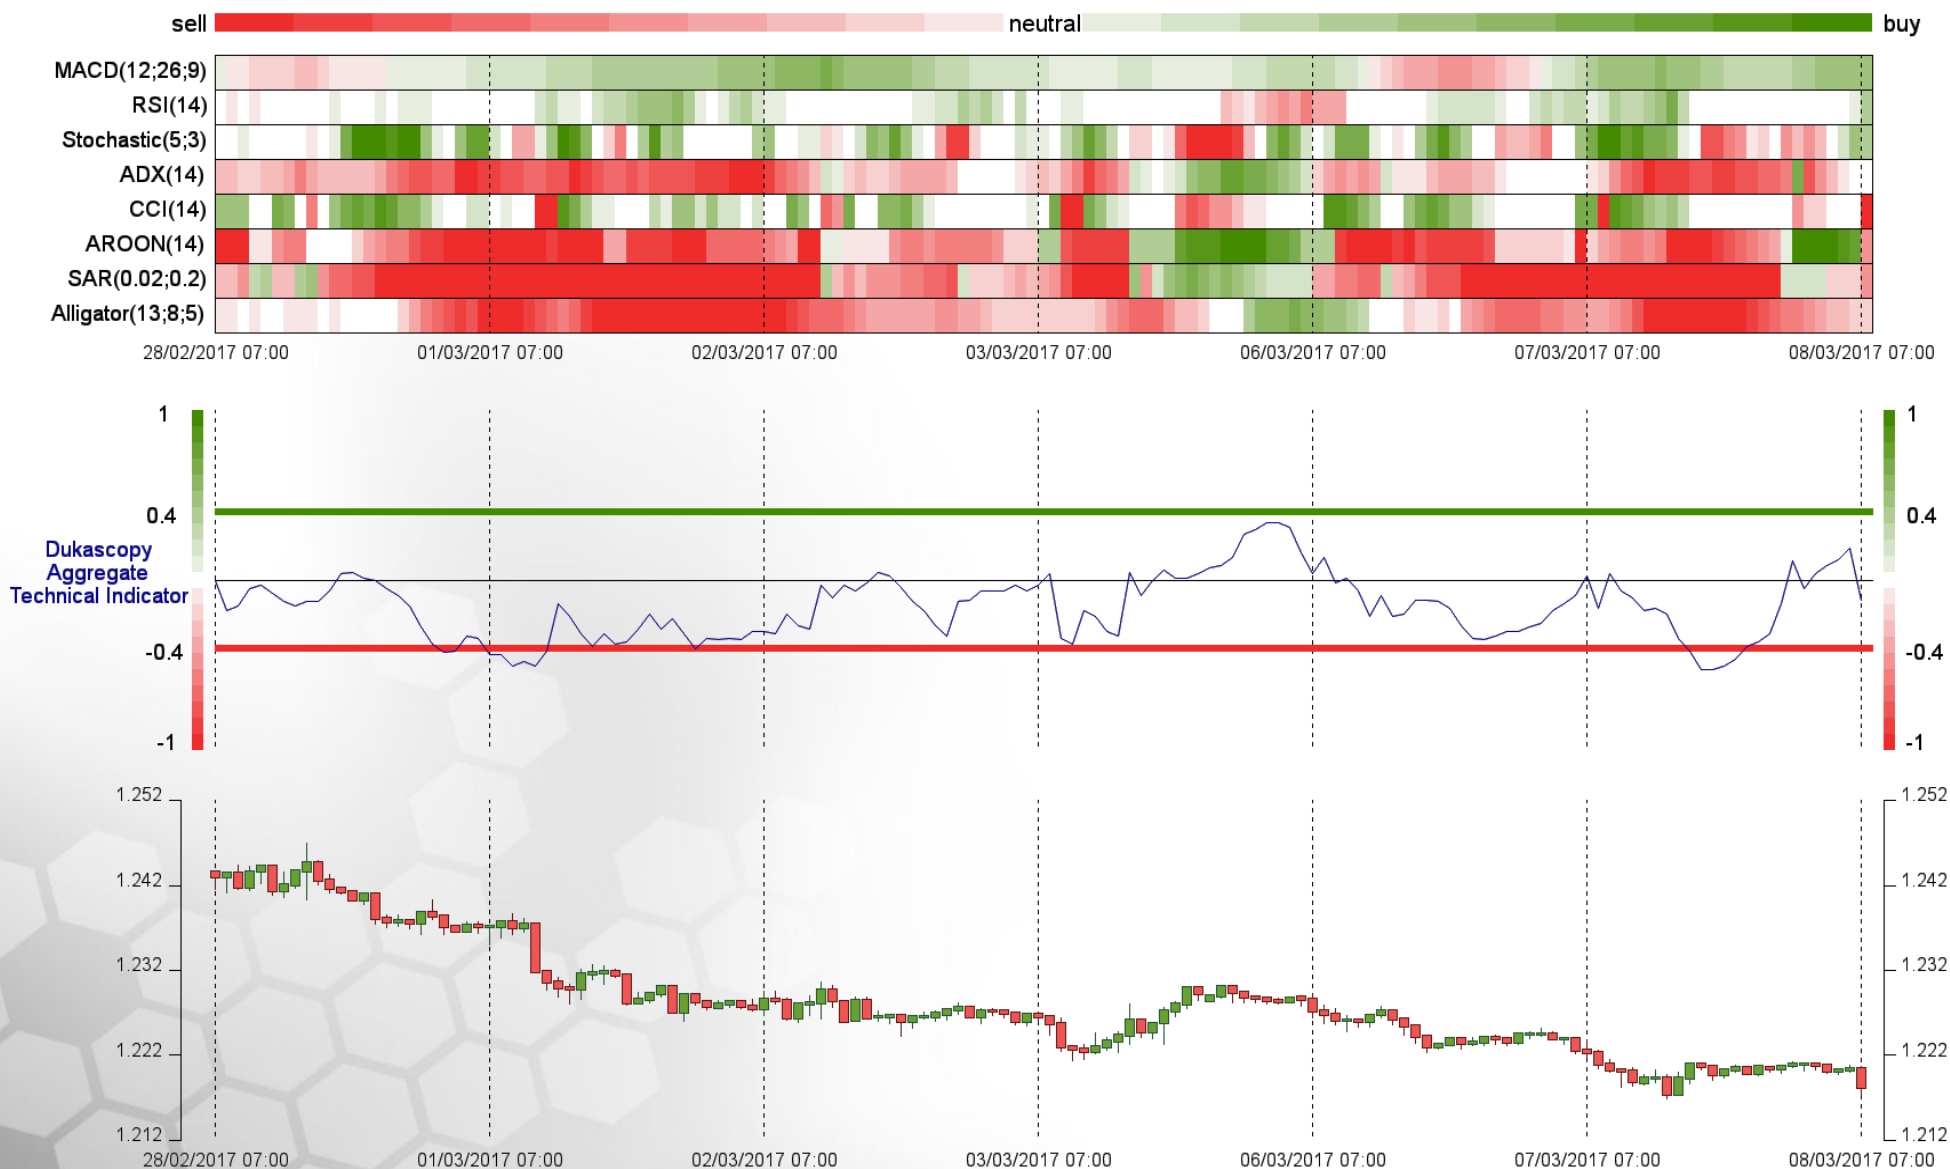 sell neutral buy
MACD(12;26;9)
RSI(14)
Stochastic(5;3)
ADX(14)
CCI(14)
AROON(14)
SAR(0.02;0.2)
Alligator(13;8;5)
28/02/2017 07:00 01/03/2017 07:00 02/03/2017 07:00 03/03/2017 07:00 06/03/2017 07:00 07/03/2017 07:00 08/03/2017 07:00
1 1
0.4 0.4
Dukascopy
Aggregate
Technical Indicator
-0.4 -0.4
-1 -1
1.252 1.252
1.242 1.242
1.232 1.232
1.222 1.222
1.212 1.212
28/02/2017 07:00 01/03/2017 07:00 02/03/2017 07:00 03/03/2017 07:00 06/03/2017 07:00 07/03/2017 07:00 08/03/2017 07:00